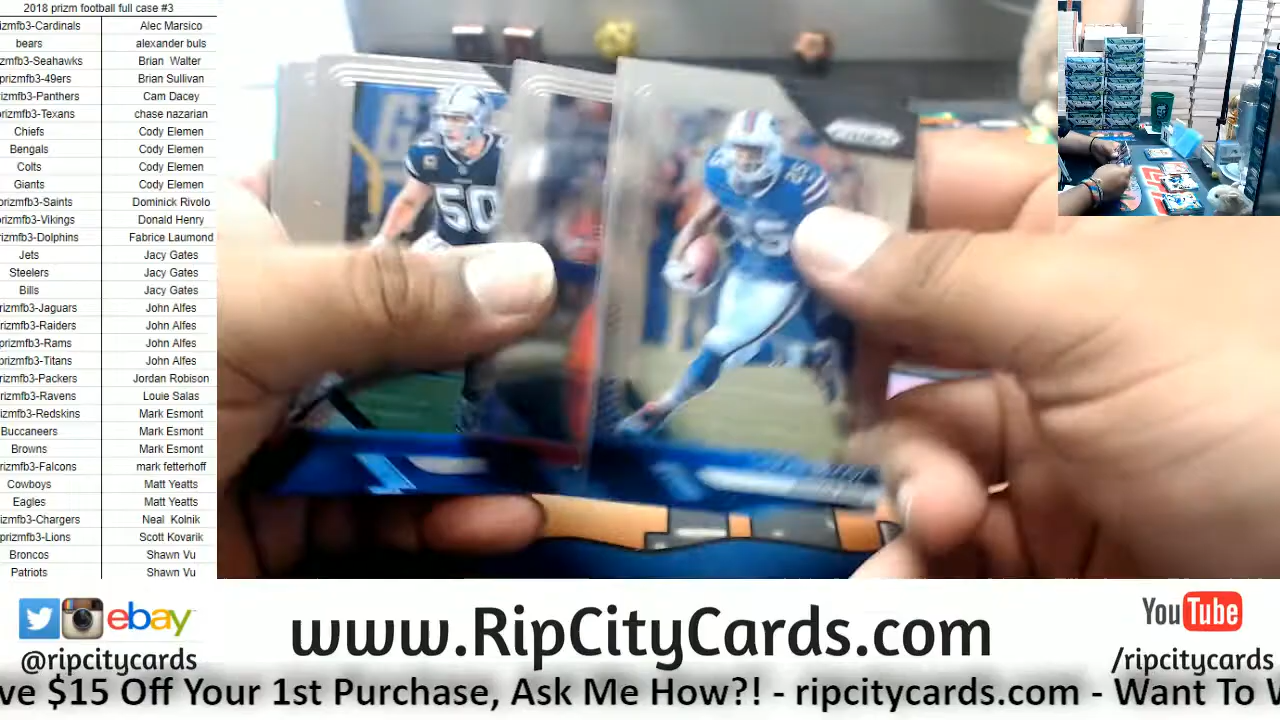 2018 prizm football full case #3
izmfb3-Cardinals Alec Marsico
bears alexander buls
zmfb3-Seahawks Brian Walter
prizmfb3-49ers Brian Sullivan
izmfb3-Panthers Cam Dacey
prizmfb3-Texans chase nazarian
Chiefs Cody Elemen
Bengals Cody Elemen
Colts Cody Elemen
Giants Cody Elemen
prizmfb3-Saints Dominick Rivolo
rizmfb3-Vikings Donald Henry
izmfb3-Dolphins Fabrice Laumond
Jets Jacy Gates
Steelers Jacy Gates
Bills Jacy Gates
rizmfb3-Jaguars John Alfes
rizmfb3-Raiders John Alfes
prizmfb3-Rams John Alfes
prizmfb3-Titans John Alfes
izmfb3-Packers Jordan Robison
rizmfb3-Ravens Louie Salas
zmfb3-Redskins Mark Esmont
Buccaneers Mark Esmont
Browns Mark Esmont
rizmfb3-Falcons mark fetterhoff
Cowboys Matt Yeatts
Eagles Matt Yeatts
zmfb3-Chargers Neal Kolnik
prizmfb3-Lions Scott Kovarik
Broncos Shawn Vu
Patriots Shawn Vu
50
ebay
@ripcitycards
www.RipCityCards.com
YouTube
/ripcitycards
ve $15 Off Your 1st Purchase, Ask Me How?! - ripcitycards.com - Want To W